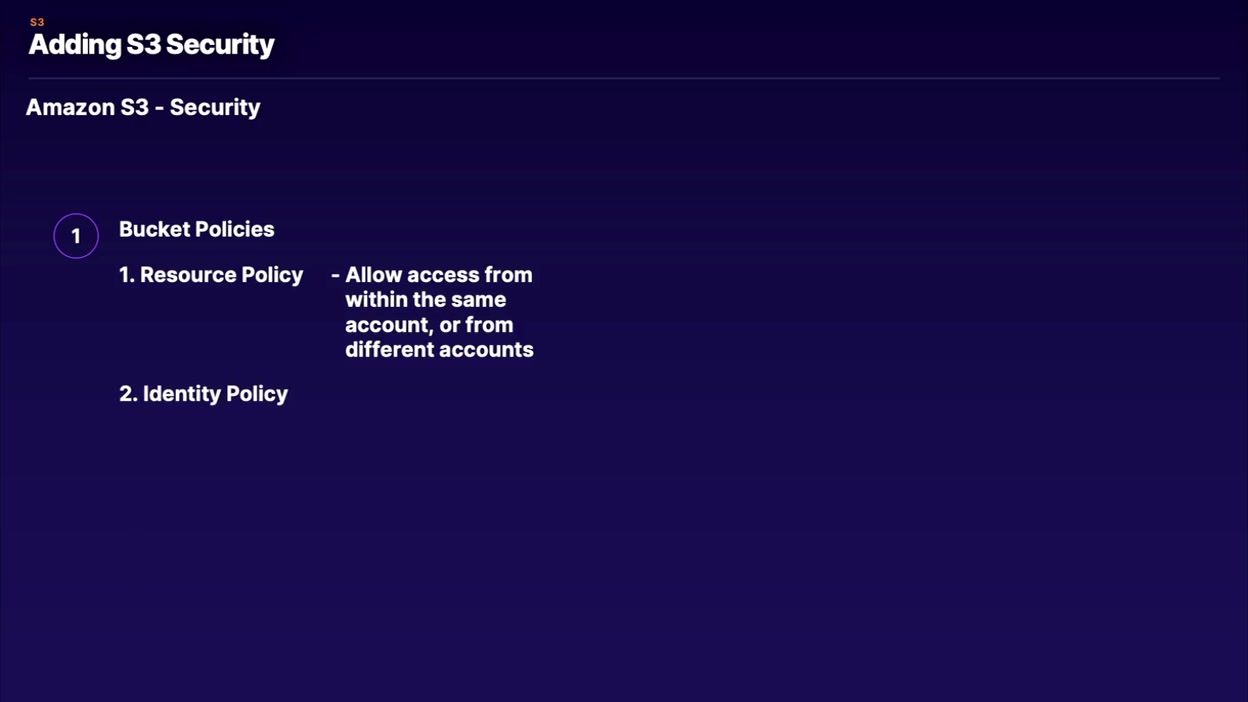 S3
Adding S3 Security
Amazon S3 - Security
1
Bucket Policies
1. Resource Policy
- Allow access from
within the same
account, or from
different accounts
2. Identity Policy